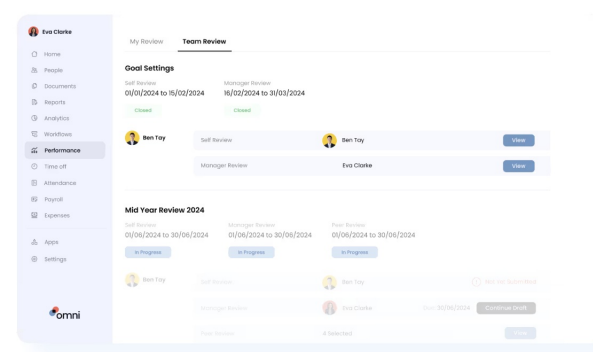 Eva Clarke
Home
People
Documents
Reports
Analytics
Workflows
Performance
Time off
Attendance
Payroll
Expenses
Apps
Settings
omni
My Review Team Review
Goal Settings
Self Review Manager Review
01/01/2024 to 15/02/2024 16/02/2024 to 31/03/2024
Closed Closed
Ben Tay Self Review Ben Tay View
Manager Review Eva Clarke View
Mid Year Review 2024
Self Review Manager Review Peer Review
01/06/2024 to 30/06/2024 01/06/2024 to 30/06/2024 01/06/2024 to 30/06/2024
In Progress In Progress In Progress
Ben Tay Self Review Ben Tay Not yet submitted
Manager Review Eva Clarke 30/06/2024 Continue Draft
Peer Review 4 Selected View